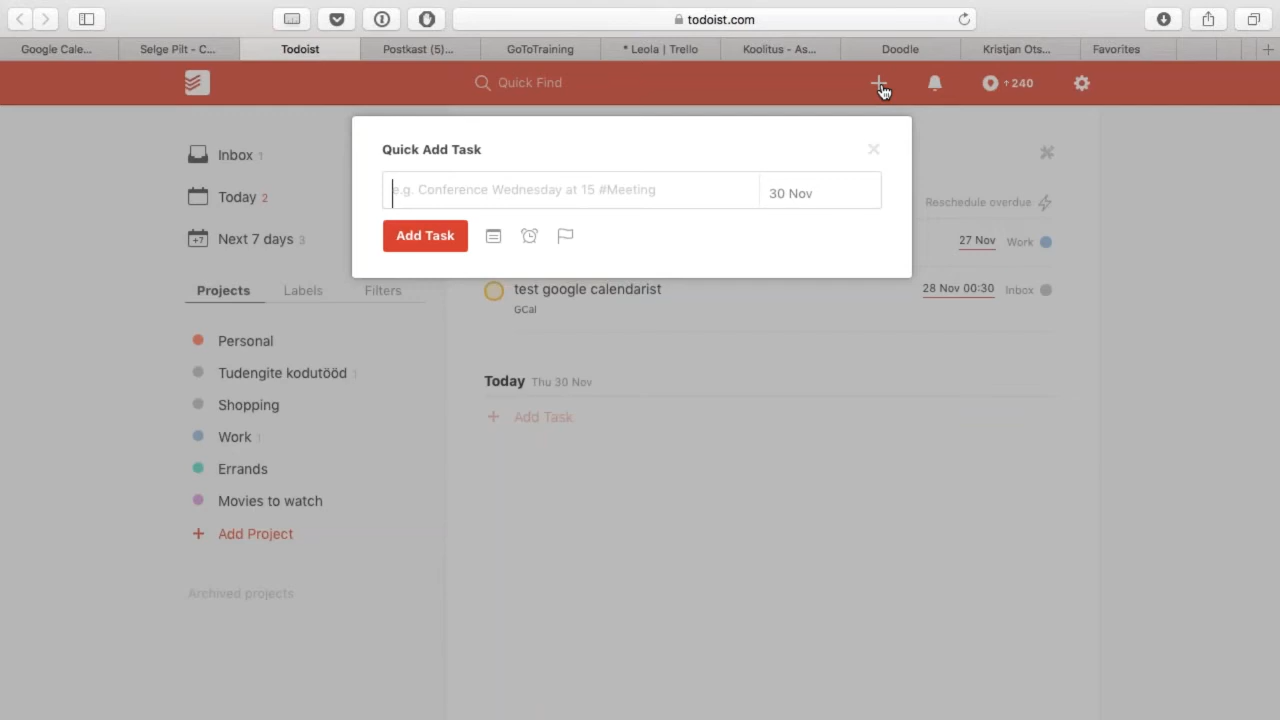 todoist.com
Google Cale...
Selge Pilt - C...
Todoist
Postkast (5)...
GoToTraining
* Leola | Trello
Koolitus - As...
Doodle
Kristjan Ots...
Favorites
Quick Find
↑240
Quick Add Task
e.g. Conference Wednesday at 15 #Meeting
30 Nov
Add Task
Inbox 1
Today 2
Next 7 days 3
+7
Projects
Labels
Filters
Personal
Tudengite kodutööd
Shopping
Work 1
Errands
Movies to watch
+ Add Project
Archived projects
Reschedule overdue
27 Nov
Work
test google calendarist
GCal
28 Nov 00:30
Inbox
Today Thu 30 Nov
+ Add Task